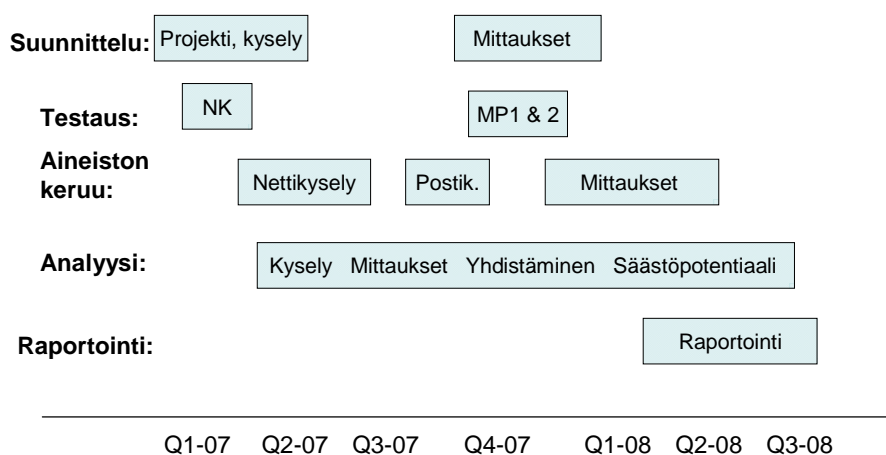 Suunnittelu: Projekti, kysely Mittaukset
Testaus: NK MP1 & 2
Aineiston
keruu: Nettikysely Postik. Mittaukset
Analyysi: Kysely Mittaukset Yhdistäminen Säästöpotentiaali
Raportointi: Raportointi
Q1-07 Q2-07 Q3-07 Q4-07 Q1-08 Q2-08 Q3-08